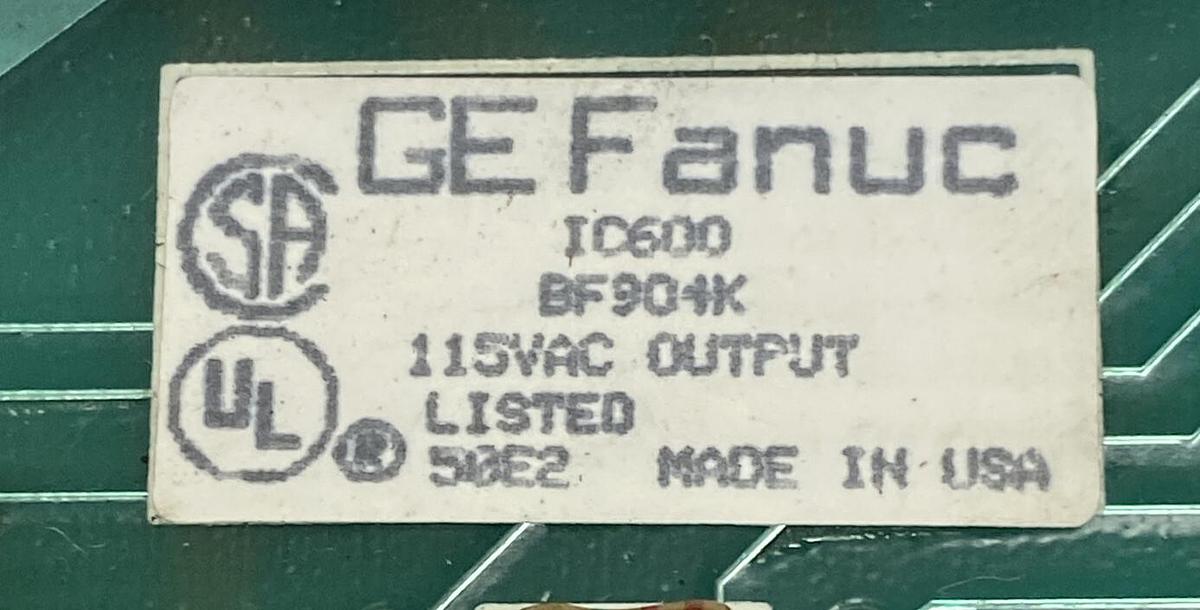 GE Fanuc
SA
IC600
BF904K
115VAC OUTPUT
UL
LISTED
®
50E2 MADE IN USA